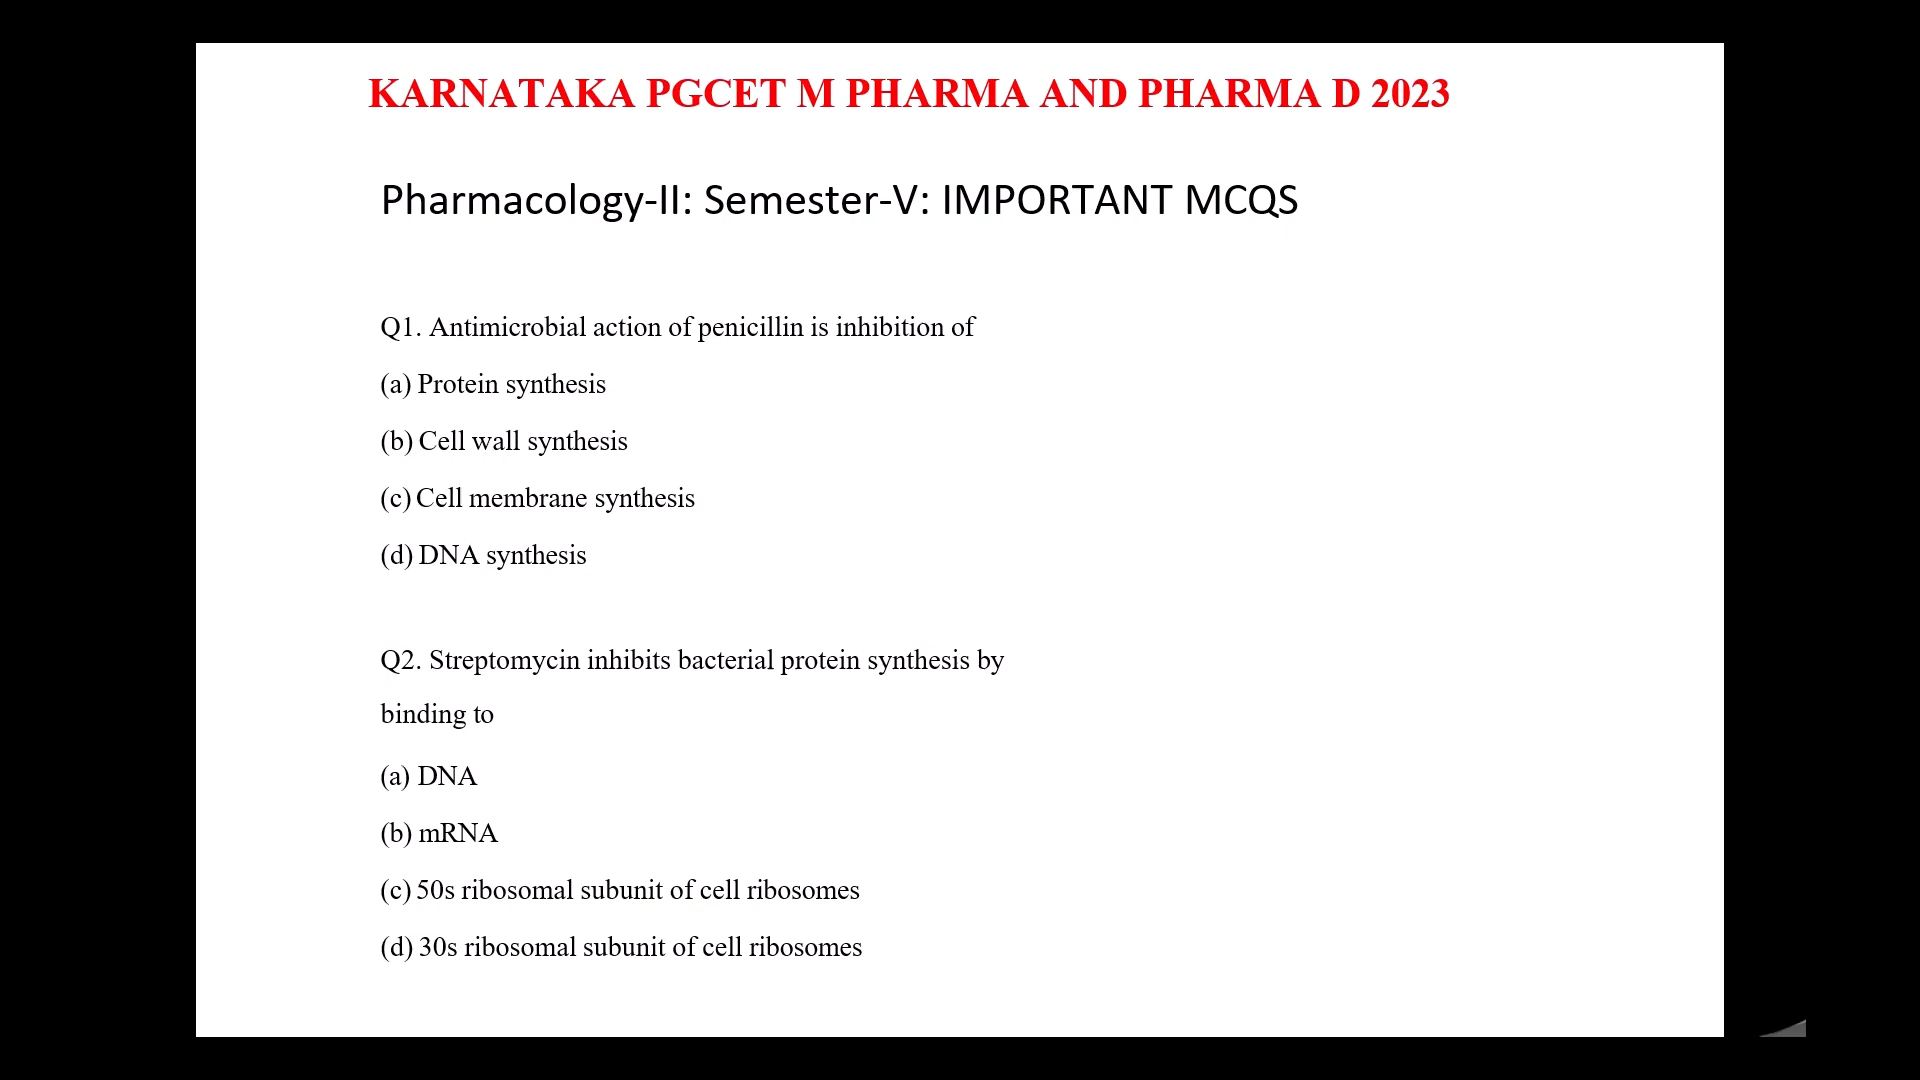 KARNATAKA PGCET M PHARMA AND PHARMA D 2023
Pharmacology-II: Semester-V: IMPORTANT MCQS
Q1. Antimicrobial action of penicillin is inhibition of
(a) Protein synthesis
(b) Cell wall synthesis
(c) Cell membrane synthesis
(d) DNA synthesis
Q2. Streptomycin inhibits bacterial protein synthesis by
binding to
(a) DNA
(b) mRNA
(c) 50s ribosomal subunit of cell ribosomes
(d) 30s ribosomal subunit of cell ribosomes